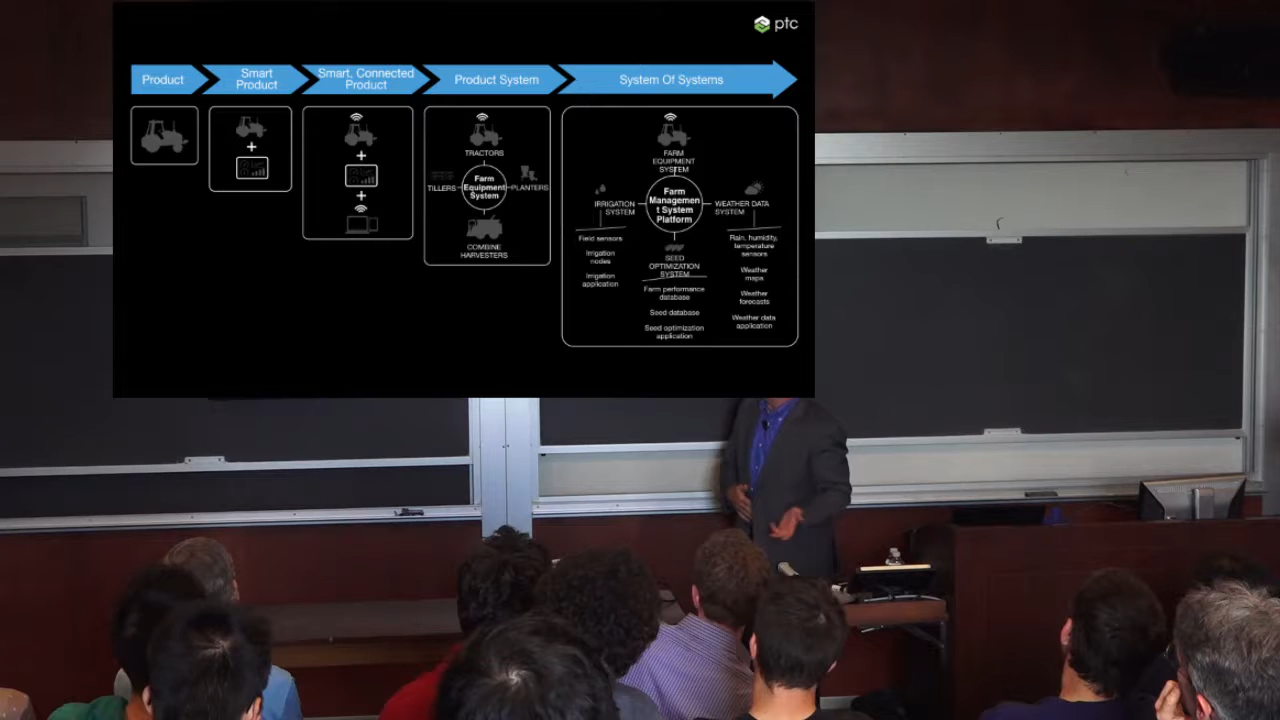 ptc
Product
Smart
Product
Smart, Connected
Product
Product System
System Of Systems
TRACTORS
TILLERS
Farm
Equipment
System
PLANTERS
COMBINE
HARVESTERS
FARM
EQUIPMENT
SYSTEM
IRRIGATION
SYSTEM
Farm
Managemen
t System
Platform
WEATHER DATA
SYSTEM
Field sensors
Irrigation
nodes
Irrigation
application
SEED
OPTIMIZATION
SYSTEM
Farm performance
database
Seed database
Seed optimization
application
Rain, humidity,
temperature
sensors
Weather
maps
Weather
forecasts
Weather data
application